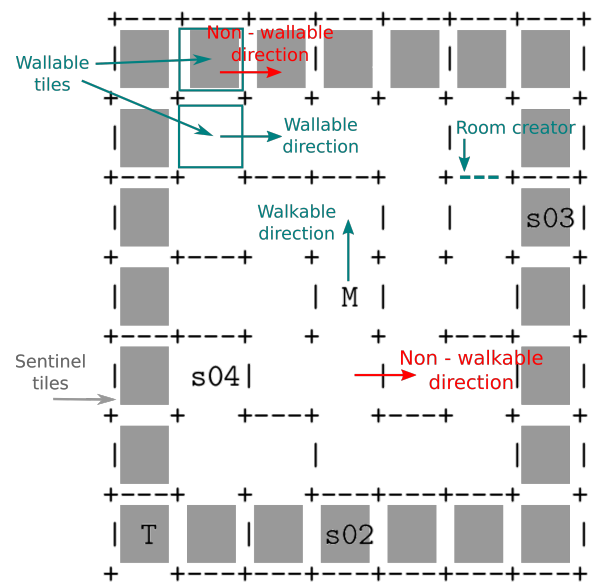 Non - wallable
direction
Wallable
tiles
Wallable
direction
Room creator
Walkable
direction
s03
M
Sentinel
tiles
s04
Non - walkable
direction
T
s02